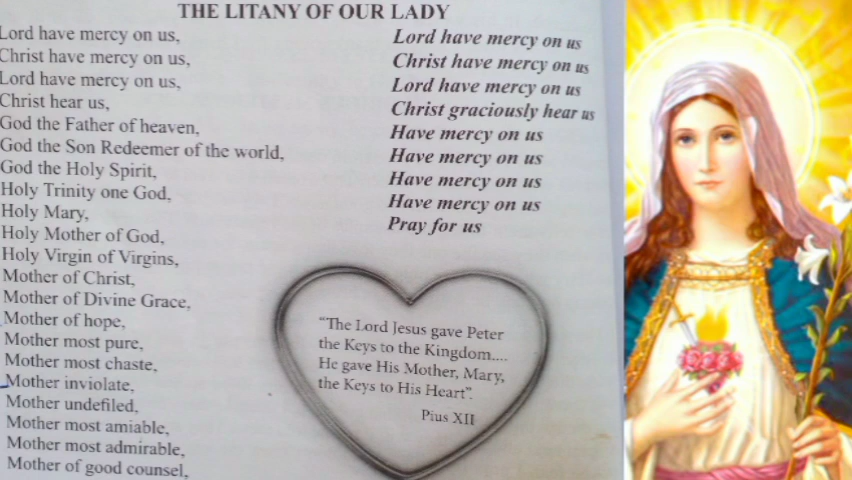 THE LITANY OF OUR LADY
Lord have mercy on us, Lord have mercy on us
Christ have mercy on us, Christ have mercy on us
Lord have mercy on us, Lord have mercy on us
Christ hear us, Christ graciously hear us
God the Father of heaven, Have mercy on us
God the Son Redeemer of the world, Have mercy on us
God the Holy Spirit, Have mercy on us
Holy Trinity one God, Have mercy on us
Holy Mary, Pray for us
Holy Mother of God,
Holy Virgin of Virgins,
Mother of Christ,
Mother of Divine Grace,
Mother of hope,
Mother most pure,
Mother most chaste,
Mother inviolate,
Mother undefiled,
Mother most amiable,
Mother most admirable,
Mother of good counsel,
“The Lord Jesus gave Peter
the Keys to the Kingdom....
He gave His Mother, Mary,
the Keys to His Heart”.
Pius XII